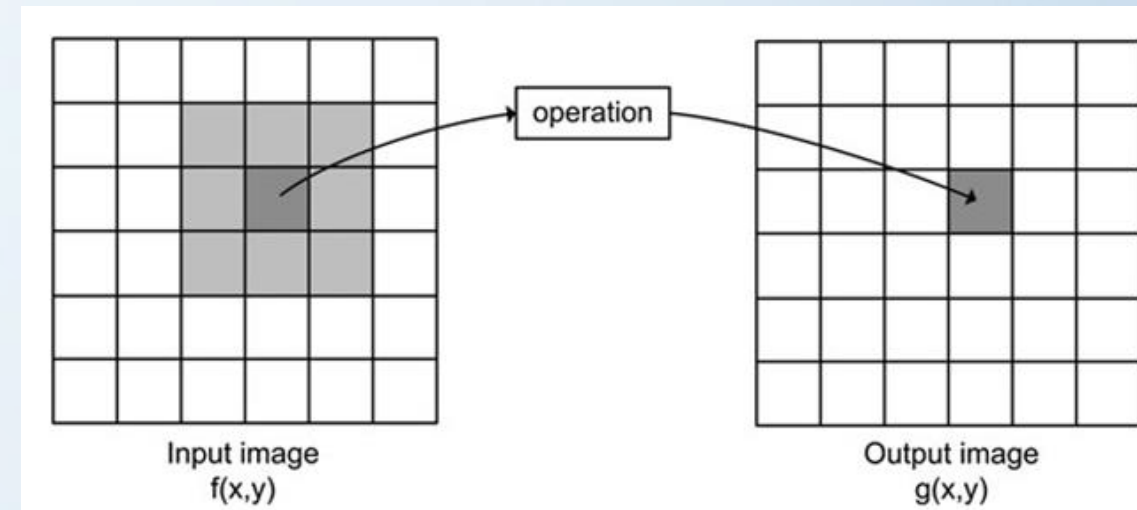 operation
Input image
f(x,y)
Output image
g(x,y)